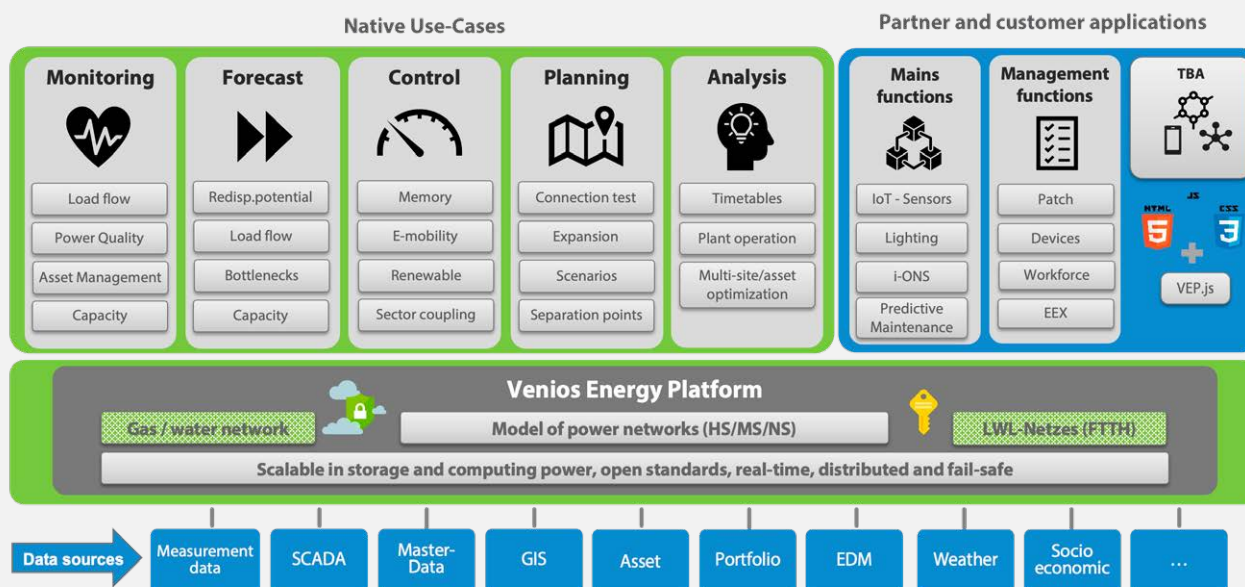 Native Use-Cases
Partner and customer applications
Monitoring
Load flow
Power Quality
Asset Management
Capacity
Forecast
Redisp.potential
Load flow
Bottlenecks
Capacity
Control
Memory
E-mobility
Renewable
Sector coupling
Planning
Connection test
Expansion
Scenarios
Separation points
Analysis
Timetables
Plant operation
Multi-site/asset
optimization
Mains
functions
IoT - Sensors
Lighting
i-ONS
Predictive
Maintenance
Management
functions
Patch
Devices
Workforce
EEX
TBA
JS
HTML
5
CSS
3
VEP.js
Venios Energy Platform
Gas / water network
Model of power networks (HS/MS/NS)
LWL-Netzes (FTTH)
Scalable in storage and computing power, open standards, real-time, distributed and fail-safe
Data sources
Measurement
data
SCADA
Master-
Data
GIS
Asset
Portfolio
EDM
Weather
Socio
economic
...